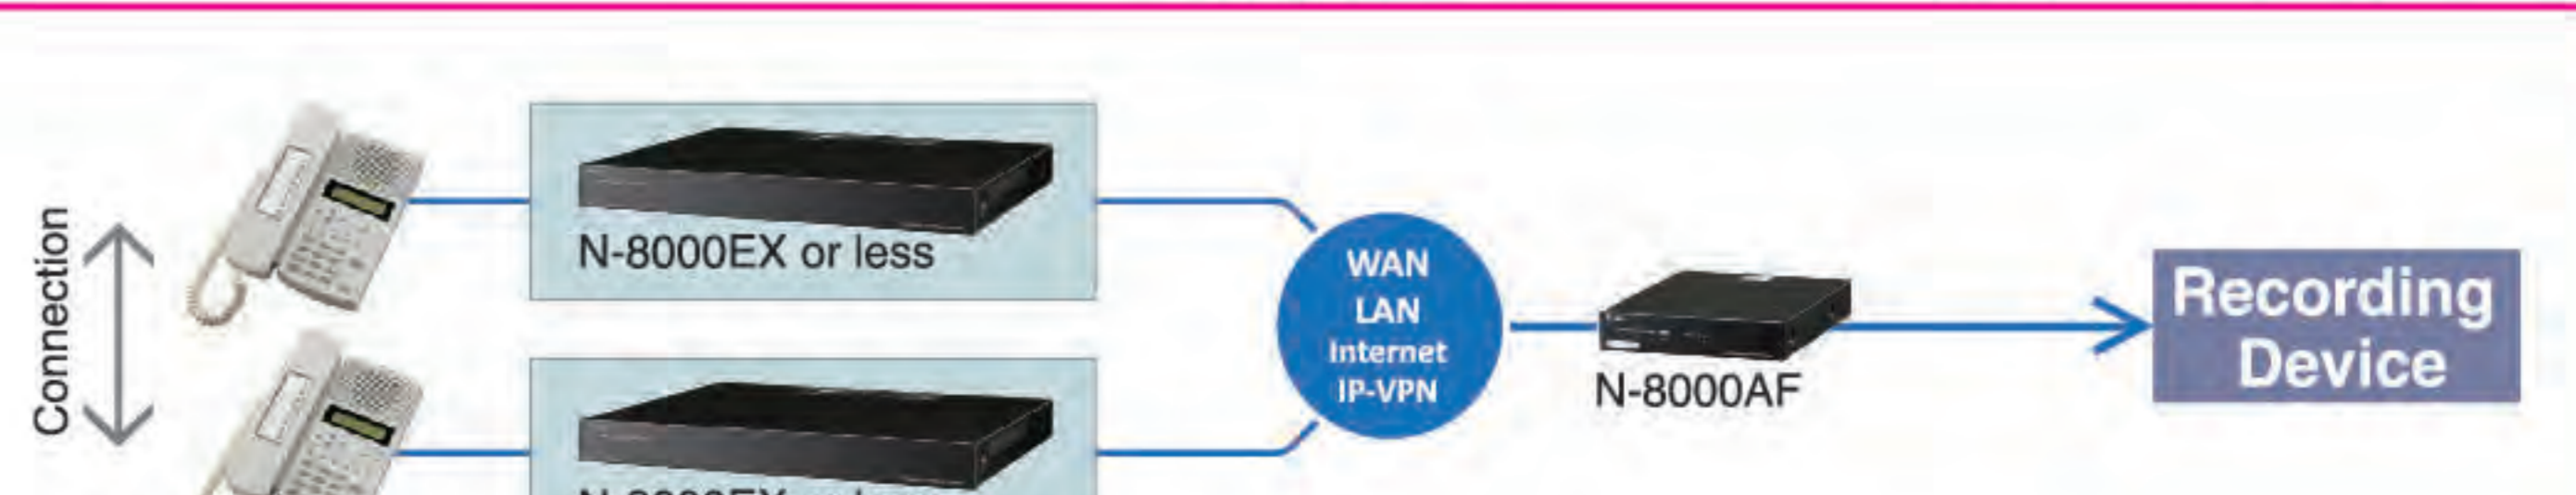 Connection
N-8000EX or less
WAN
LAN
Internet
IP-VPN
N-8000AF
Recording
Device